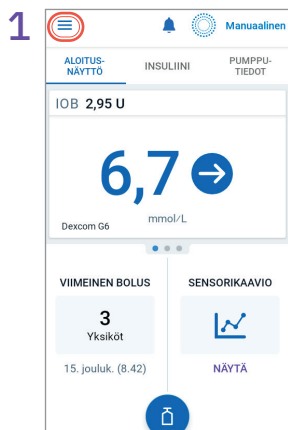 1
Manuaalinen
ALOITUS-
NÄYTTÖ
INSULIINI
PUMPPU-
TIEDOT
IOB 2,95 U
6,7
mmol/L
Dexcom G6
VIIMEINEN BOLUS
3
Yksiköt
15. jouluk. (8.42)
SENSORIKAAVIO
NÄYTÄ